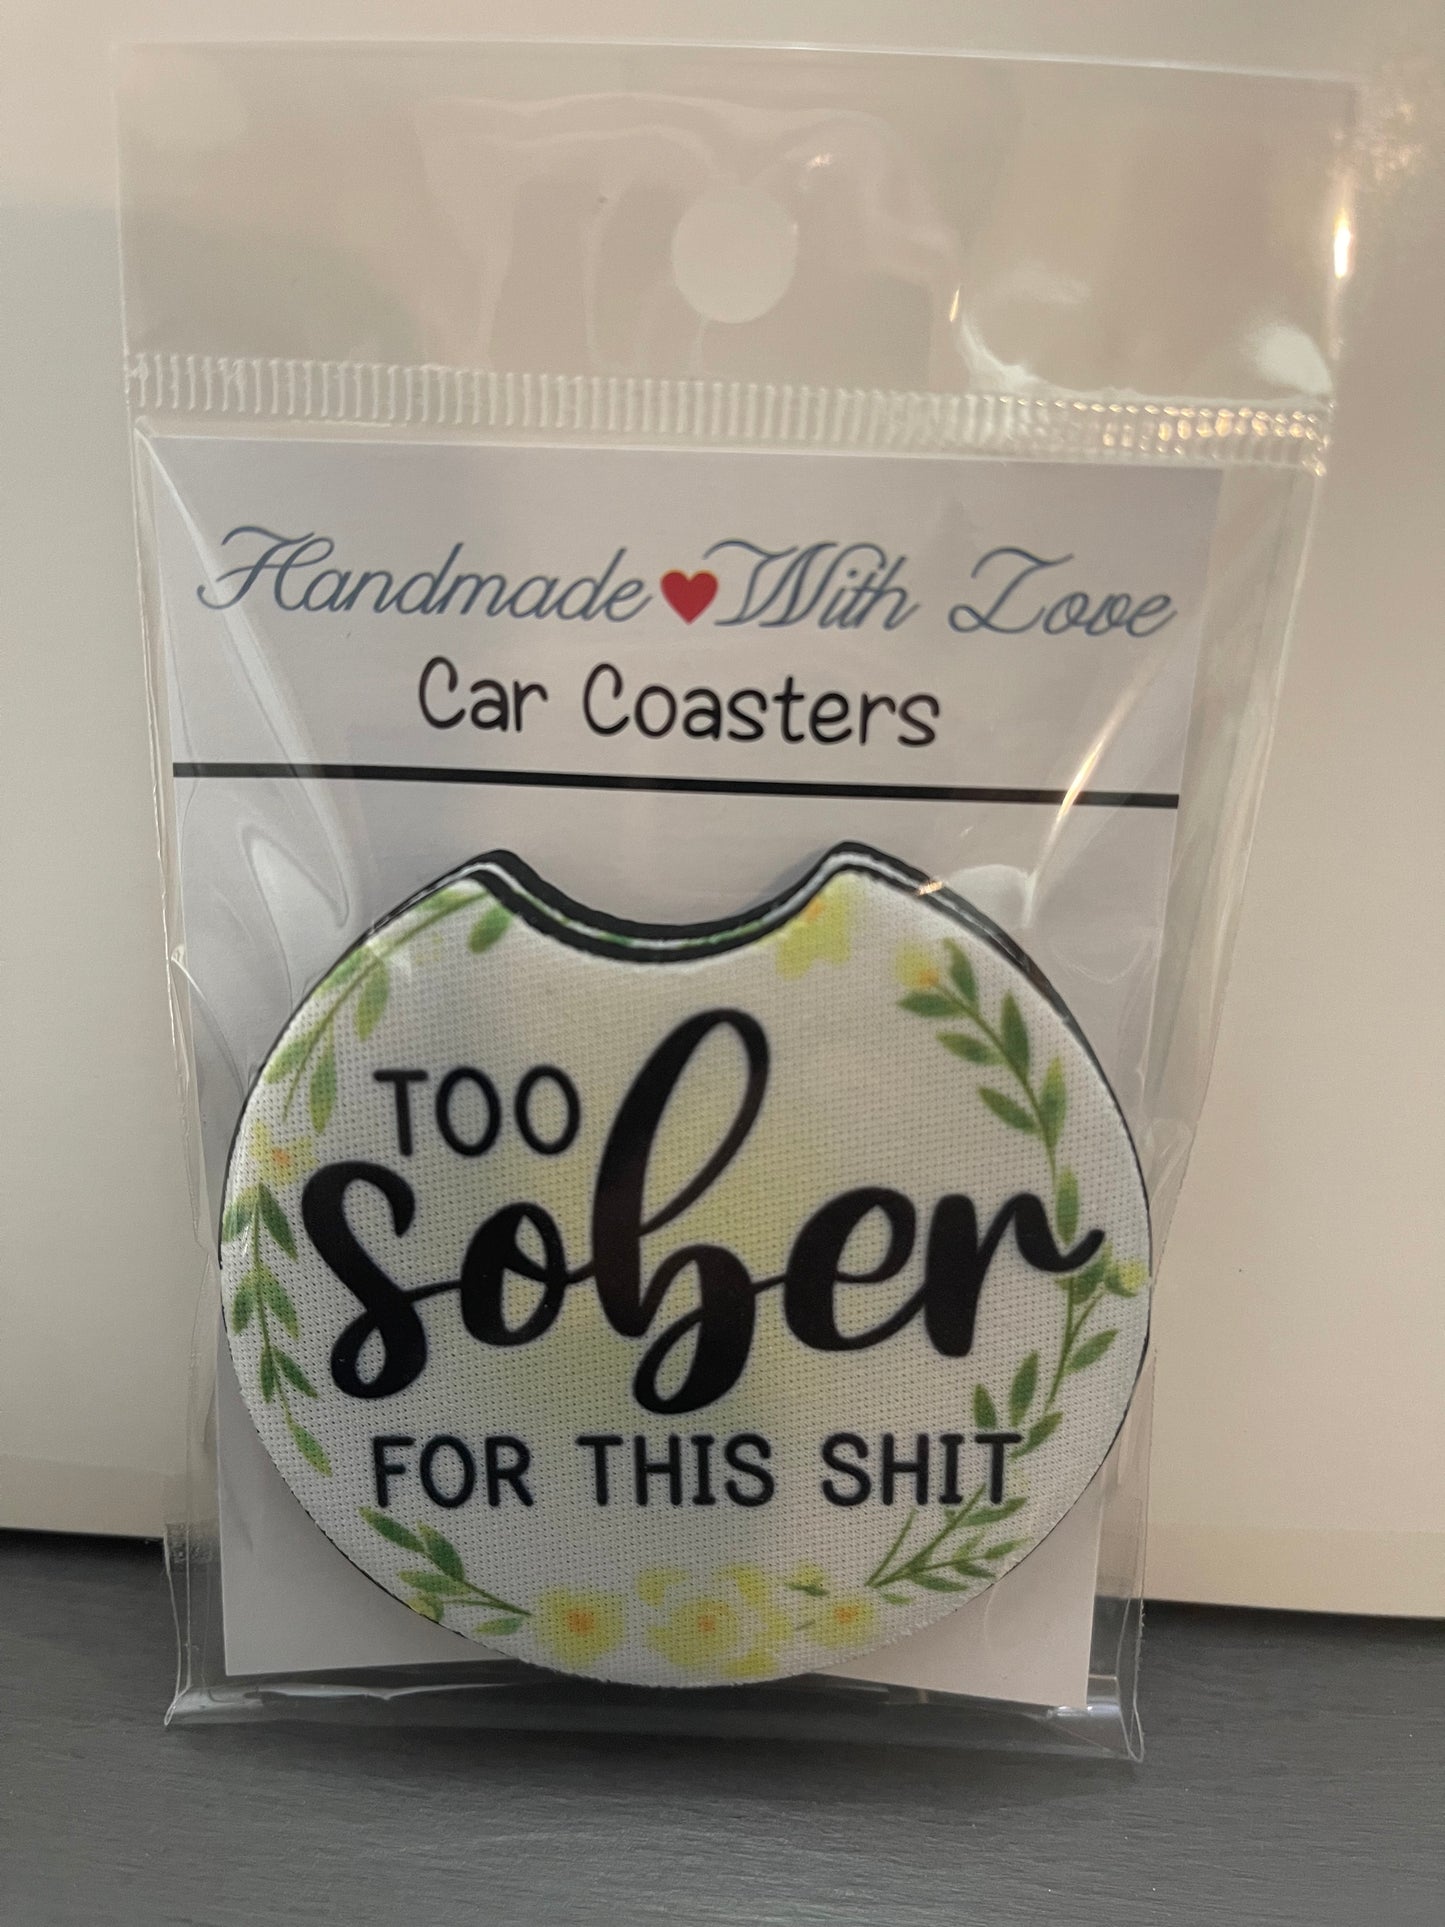 Handmade With Love
Car Coasters
TOO
sober
FOR THIS SHIT